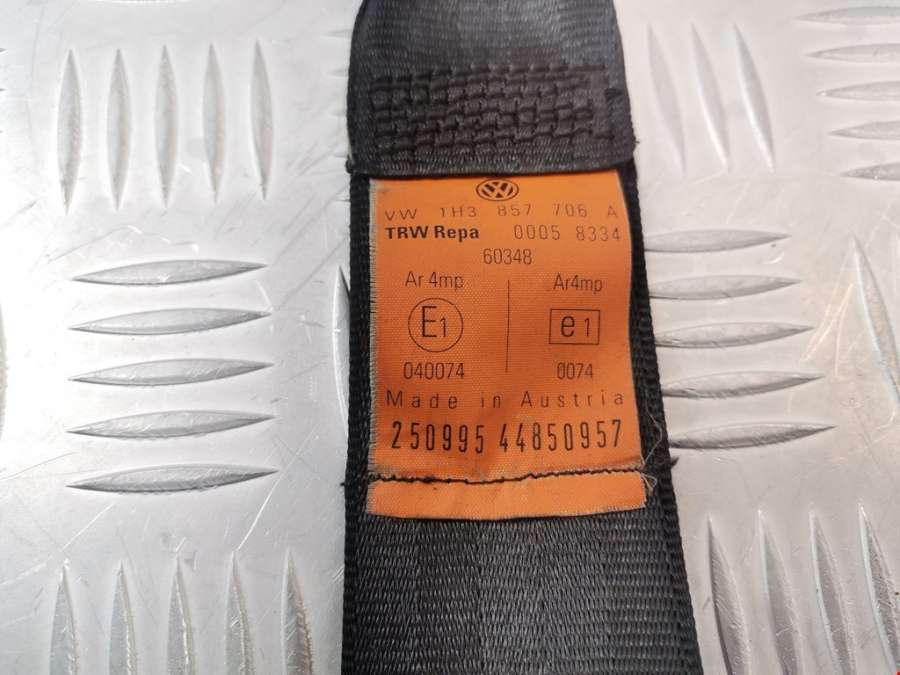 VW 1H3 857 706 A
TRW Repa 0005 8334
60348
Ar 4mp Ar4mp
E1 e1
040074 0074
Made in Austria
250995 44850957